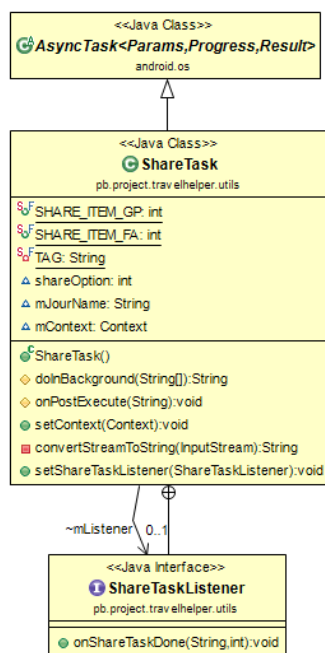 <<Java Class>>
AsyncTask<Params,Progress,Result>
android.os
<<Java Class>>
ShareTask
pb.project.travelhelper.utils
SHARE_ITEM_GP: int
SHARE_ITEM_FA: int
TAG: String
shareOption: int
mJourName: String
mContext: Context
ShareTask()
doInBackground(String[]):String
onPostExecute(String):void
setContext(Context):void
convertStreamToString(InputStream):String
setShareTaskListener(ShareTaskListener):void
~mListener 0..1
<<Java Interface>>
ShareTaskListener
pb.project.travelhelper.utils
onShareTaskDone(String,int):void